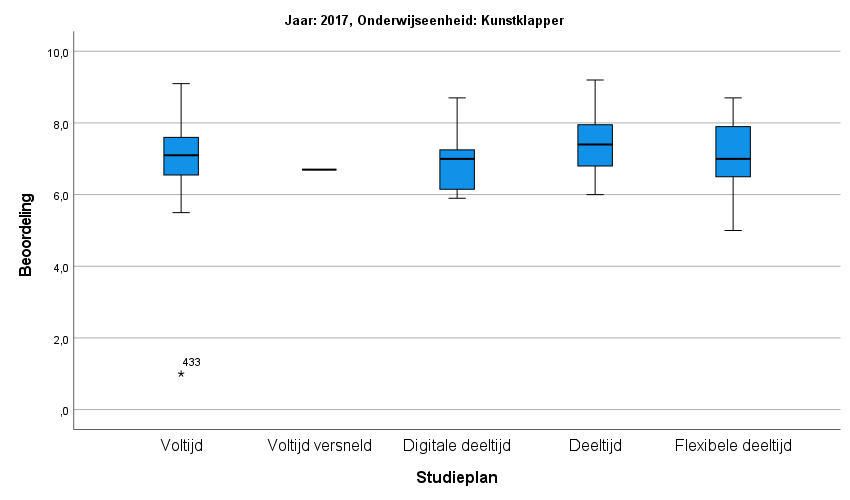 Jaar: 2017, Onderwijseenheid: Kunstklapper
10,0
8,0
6,0
4,0
2,0
,0
Beoordeling
433
*
Voltijd Voltijd versneld Digitale deeltijd Deeltijd Flexibele deeltijd
Studieplan